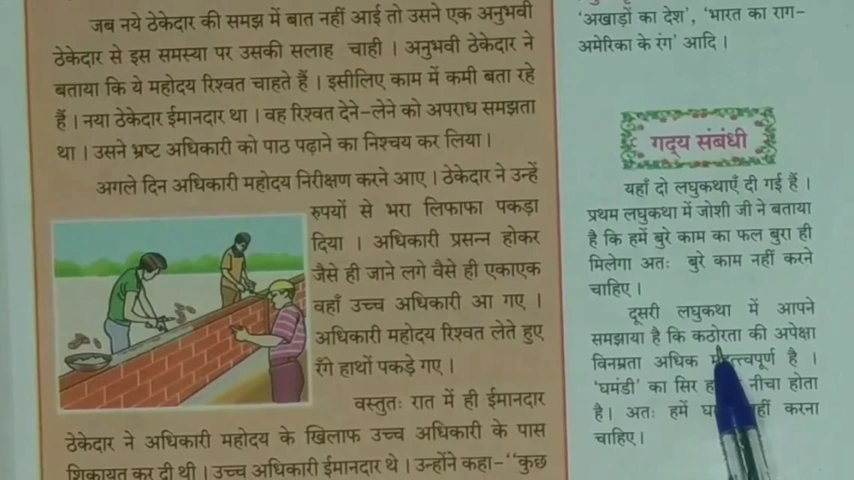 जब नये ठेकेदार की समझ में बात नहीं आई तो उसने एक अनुभवी
ठेकेदार से इस समस्या पर उसकी सलाह चाही । अनुभवी ठेकेदार ने
बताया कि ये महोदय रिश्वत चाहते हैं । इसीलिए काम में कमी बता रहे
हैं । नया ठेकेदार ईमानदार था । वह रिश्वत देने-लेने को अपराध समझता
था । उसने भ्रष्ट अधिकारी को पाठ पढ़ाने का निश्चय कर लिया ।
अगले दिन अधिकारी महोदय निरीक्षण करने आए । ठेकेदार ने उन्हें
रुपयों से भरा लिफाफा पकड़ा
दिया । अधिकारी प्रसन्न होकर
जैसे ही जाने लगे वैसे ही एकाएक
वहाँ उच्च अधिकारी आ गए ।
अधिकारी महोदय रिश्वत लेते हुए
रँगे हाथों पकड़े गए ।
वस्तुतः रात में ही ईमानदार
ठेकेदार ने अधिकारी महोदय के खिलाफ उच्च अधिकारी के पास
शिकायत कर दी थी । उच्च अधिकारी ईमानदार थे । उन्होंने कहा-‘‘कुछ
‘अखाड़ों का देश’, ‘भारत का राग-
अमेरिका के रंग’ आदि ।
गद्य संबंधी
यहाँ दो लघुकथाएँ दी गई हैं ।
प्रथम लघुकथा में जोशी जी ने बताया
है कि हमें बुरे काम का फल बुरा ही
मिलेगा अतः बुरे काम नहीं करने
चाहिए ।
दूसरी लघुकथा में आपने
समझाया है कि कठोरता की अपेक्षा
विनम्रता अधिक महत्त्वपूर्ण है ।
‘घमंडी’ का सिर नीचा होता
है । अतः हमें करना
चाहिए ।